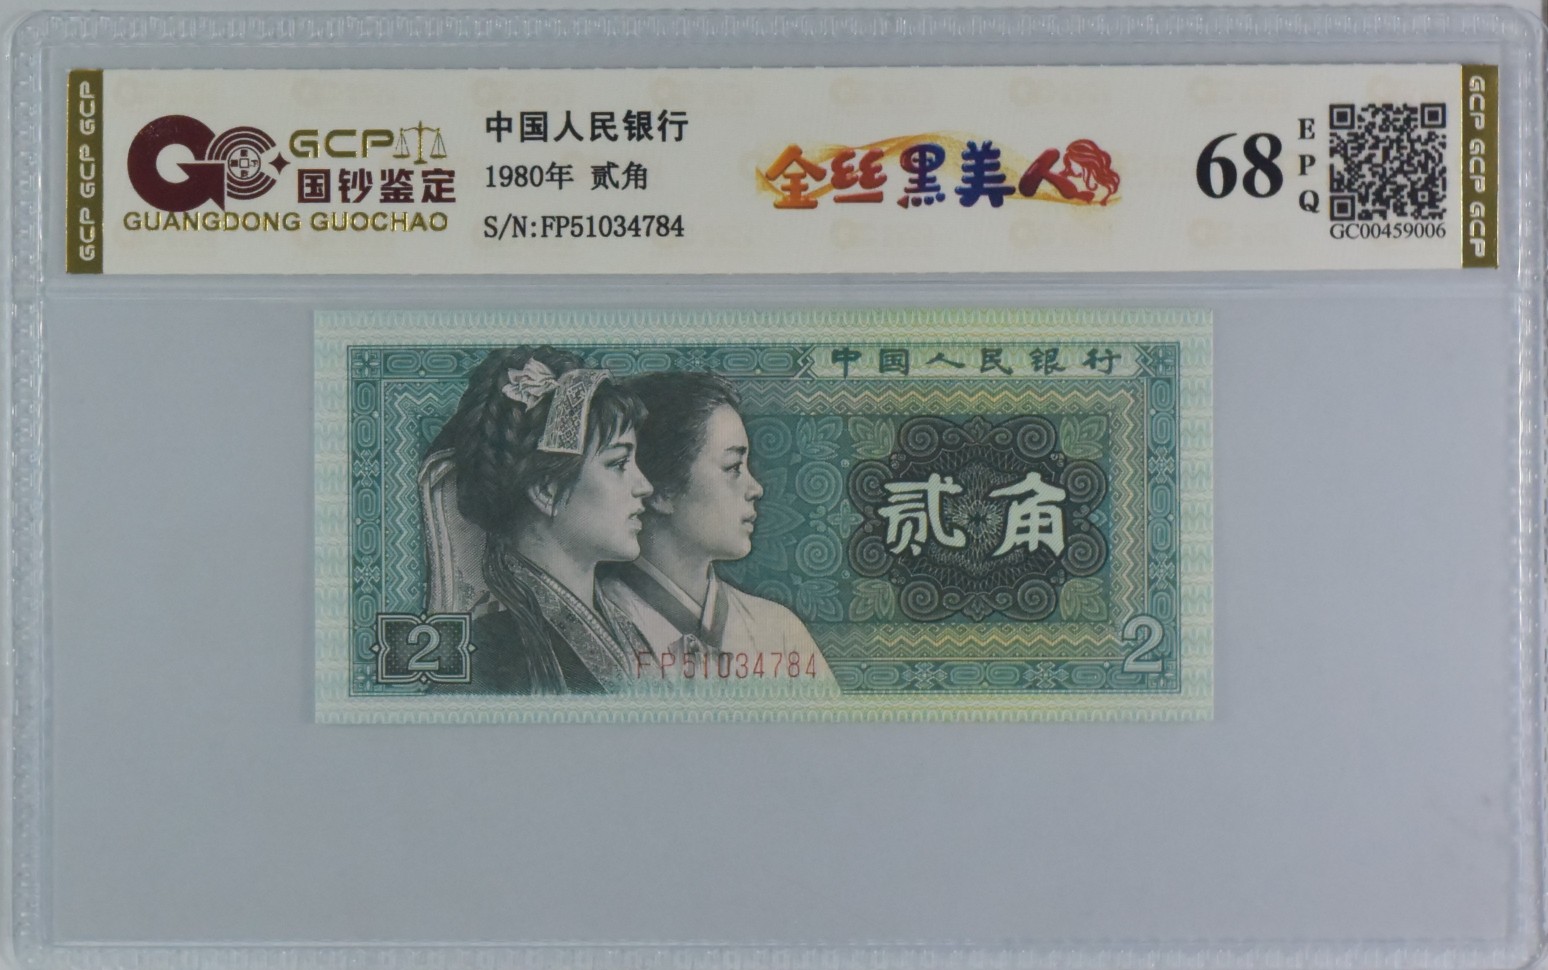 GCP GCP GCP
GCP
国钞鉴定
GUANGDONG GUOCHAO
中国人民银行
1980年 贰角
S/N:FP51034784
金丝黑美人
68
EPQ
GC00459006
GCP GCP GCP
中国人民银行
贰角
2
FP51034784
2